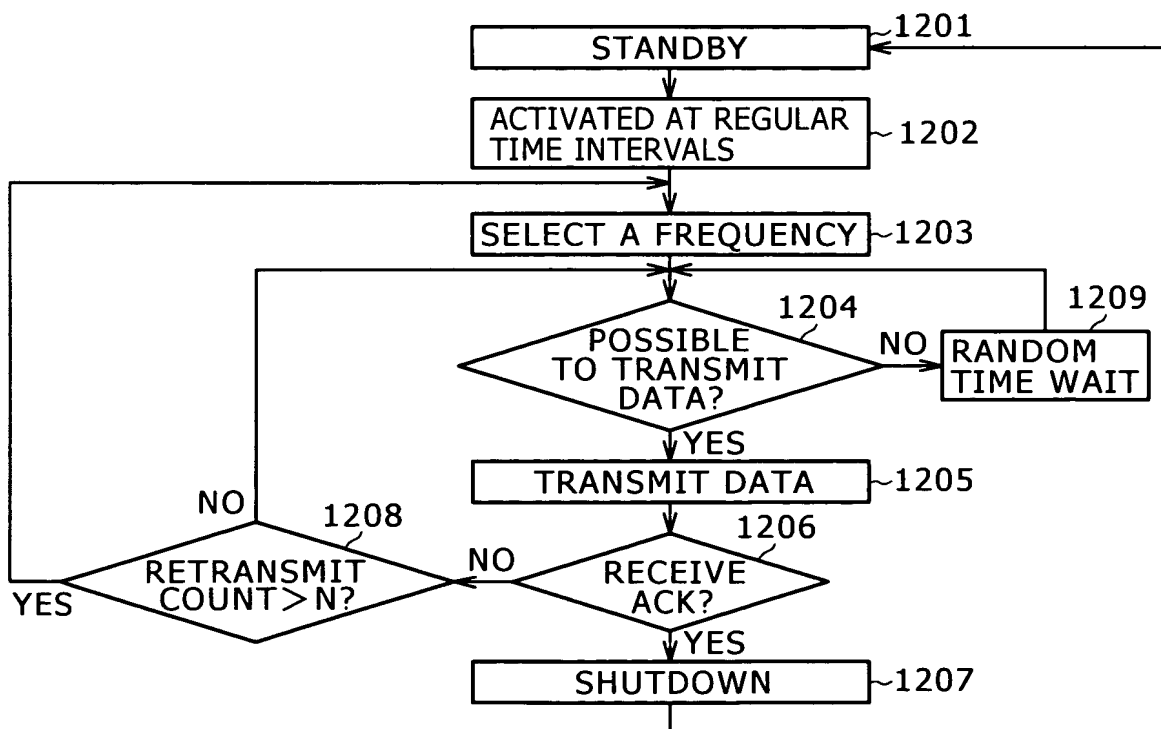 1201
STANDBY
ACTIVATED AT REGULAR
TIME INTERVALS
1202
SELECT A FREQUENCY
1203
1204
POSSIBLE
TO TRANSMIT
DATA?
NO
1209
RANDOM
TIME WAIT
YES
TRANSMIT DATA
1205
NO
1208
RETRANSMIT
COUNT>N?
YES
NO
1206
RECEIVE
ACK?
YES
SHUTDOWN
1207